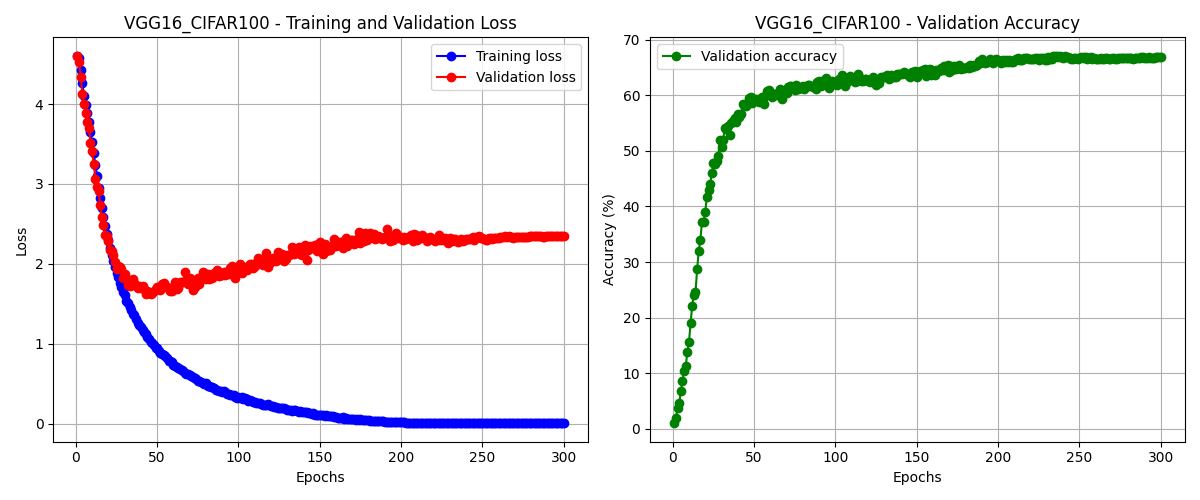 VGG16_CIFAR100 - Training and Validation Loss
Training loss
Validation loss
4
3
2
1
0
Loss
0 50 100 150 200 250 300
Epochs
VGG16_CIFAR100 - Validation Accuracy
Validation accuracy
70
60
50
40
30
20
10
0
Accuracy (%)
0 50 100 150 200 250 300
Epochs